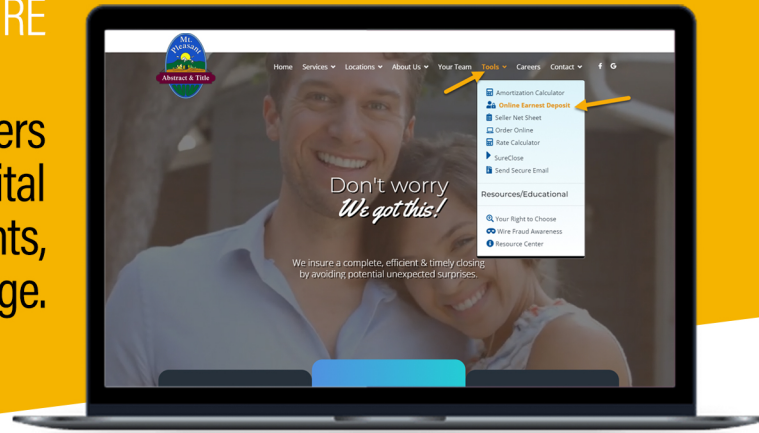 RE
ers
ital
nts,
ge.
Mt.
Pleasant
Abstract & Title
Home Services Locations About Us Your Team Tools Careers Contact f G
Amortization Calculator
Online Earnest Deposit
Seller Net Sheet
Order Online
Rate Calculator
SureClose
Send Secure Email
Resources/Educational
Your Right to Choose
Wire Fraud Awareness
Resource Center
Don't worry
We got this!
We insure a complete, efficient & timely closing
by avoiding potential unexpected surprises.